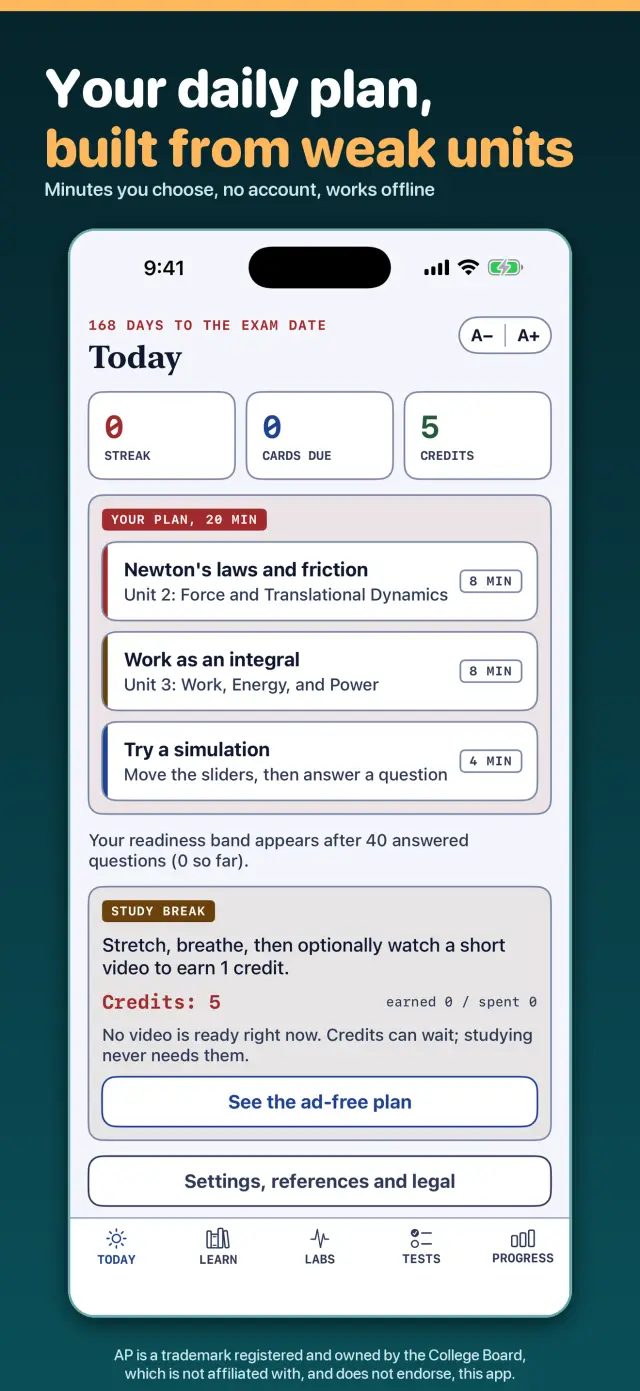 Your daily plan,
built from weak units
Minutes you choose, no account, works offline
9:41
168 DAYS TO THE EXAM DATE
Today
A− | A+
0
STREAK
0
CARDS DUE
5
CREDITS
YOUR PLAN, 20 MIN
Newton's laws and friction
Unit 2: Force and Translational Dynamics
8 MIN
Work as an integral
Unit 3: Work, Energy, and Power
8 MIN
Try a simulation
Move the sliders, then answer a question
4 MIN
Your readiness band appears after 40 answered
questions (0 so far).
STUDY BREAK
Stretch, breathe, then optionally watch a short
video to earn 1 credit.
Credits: 5
earned 0 / spent 0
No video is ready right now. Credits can wait; studying
never needs them.
See the ad-free plan
Settings, references and legal
TODAY
LEARN
LABS
TESTS
PROGRESS
AP is a trademark registered and owned by the College Board,
which is not affiliated with, and does not endorse, this app.